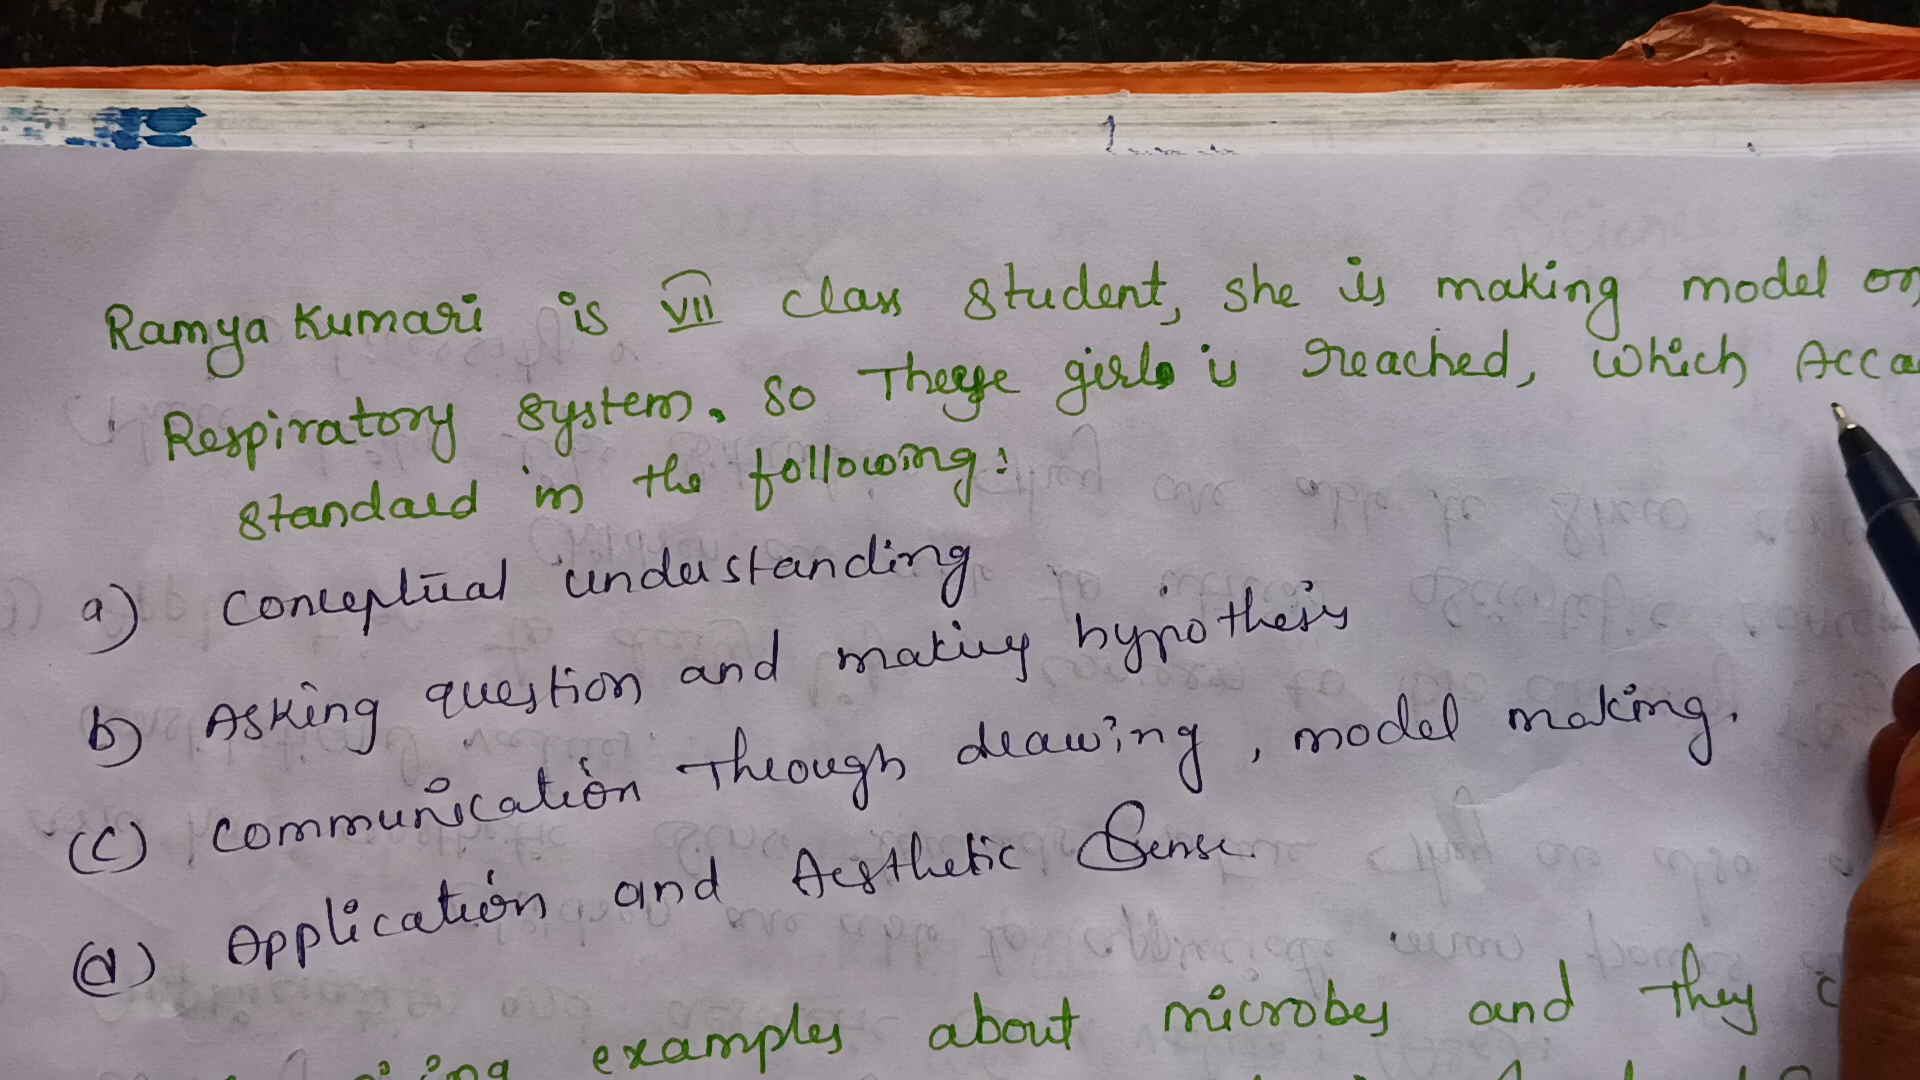 Ramya Kumari is VII class student, she is making model on
Respiratory system. So These girls is reached, which Acca
standard in the following:
a) Conceptual understanding
b) Asking question and making hypothesis
(C) Communication Through drawing, model making.
(d) Application and Aesthetic Sense.
examples about microbes and They